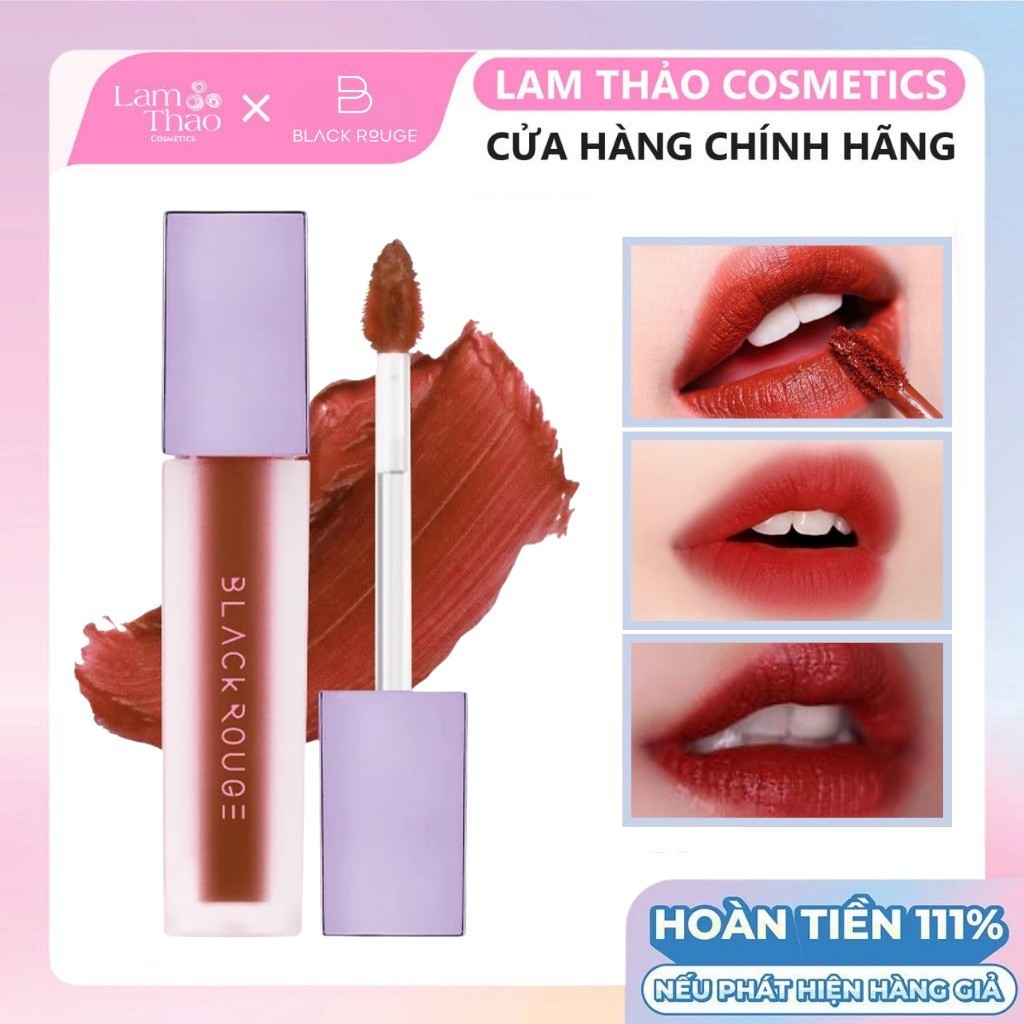 Lam
Thảo
COSMETICS
×
B
BLACK ROUGE
LAM THẢO COSMETICS
CỬA HÀNG CHÍNH HÃNG
BLACK ROUGE
HOÀN TIỀN 111%
NẾU PHÁT HIỆN HÀNG GIẢ